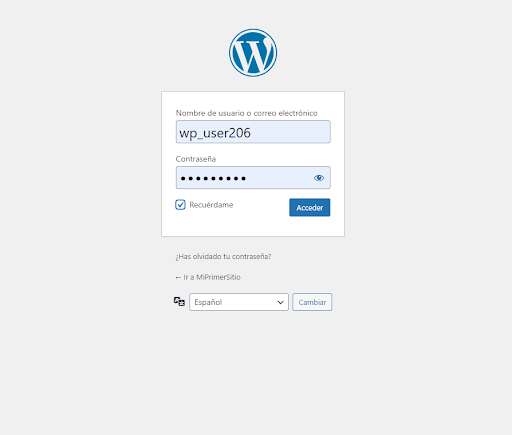 Nombre de usuario o correo electrónico
wp_user206
Contraseña
•••••••••
Recuérdame
Acceder
¿Has olvidado tu contraseña?
← Ir a MiPrimerSitio
Español
Cambiar